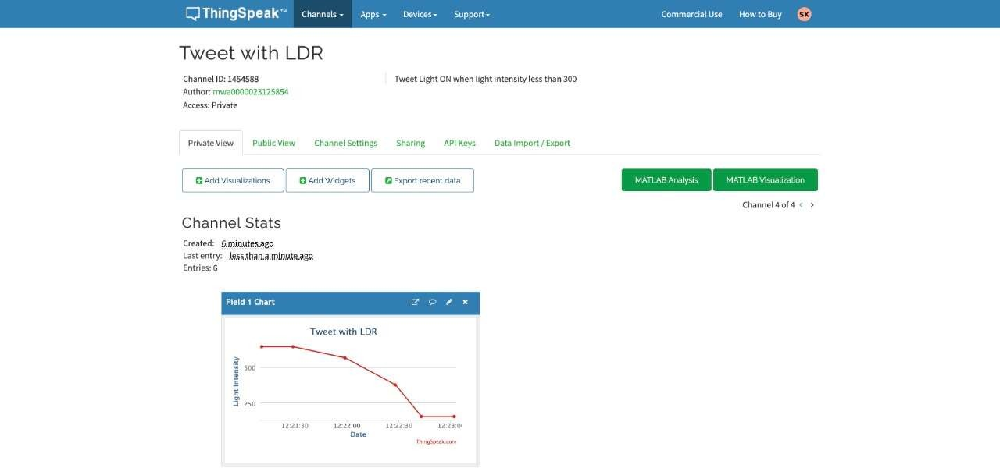 ThingSpeak™ Channels Apps Devices Support Commercial Use How to Buy SK
Tweet with LDR
Channel ID: 1454588
Author: mwa0000023125854
Access: Private
Tweet Light ON when light intensity less than 300
Private View Public View Channel Settings Sharing API Keys Data Import / Export
Add Visualizations Add Widgets Export recent data MATLAB Analysis MATLAB Visualization
Channel 4 of 4 < >
Channel Stats
Created: 6 minutes ago
Last entry: less than a minute ago
Entries: 6
Field 1 Chart
Tweet with LDR
Light Intensity
500
250
12:21:30 12:22:00 12:22:30 12:23:0
Date
ThingSpeak.com